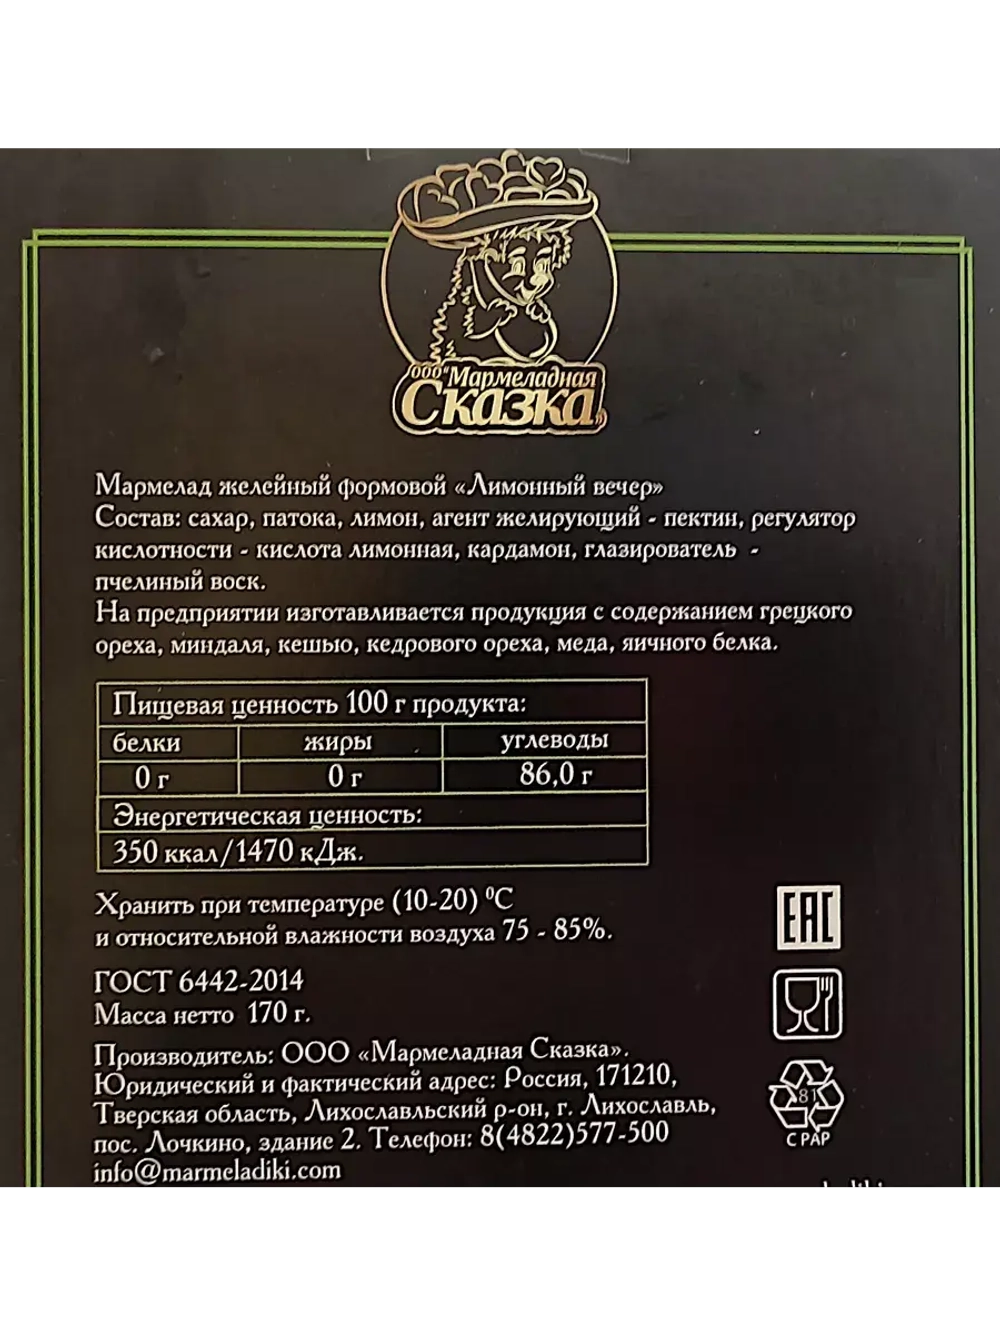 ООО "Мармеладная
Сказка"
Мармелад желейный формовой «Лимонный вечер»
Состав: сахар, патока, лимон, агент желирующий - пектин, регулятор
кислотности - кислота лимонная, кардамон, глазирователь -
пчелиный воск.
На предприятии изготавливается продукция с содержанием грецкого
ореха, миндаля, кешью, кедрового ореха, меда, яичного белка.
Пищевая ценность 100 г продукта:
белки жиры углеводы
0 г 0 г 86,0 г
Энергетическая ценность:
350 ккал/1470 кДж.
Хранить при температуре (10-20) ⁰С
и относительной влажности воздуха 75 - 85%.
EAC
ГОСТ 6442-2014
Масса нетто 170 г.
Производитель: ООО «Мармеладная Сказка».
Юридический и фактический адрес: Россия, 171210,
Тверская область, Лихославльский р-он, г. Лихославль,
пос. Лочкино, здание 2. Телефон: 8(4822)577-500
info@marmeladiki.com
81
C PAP